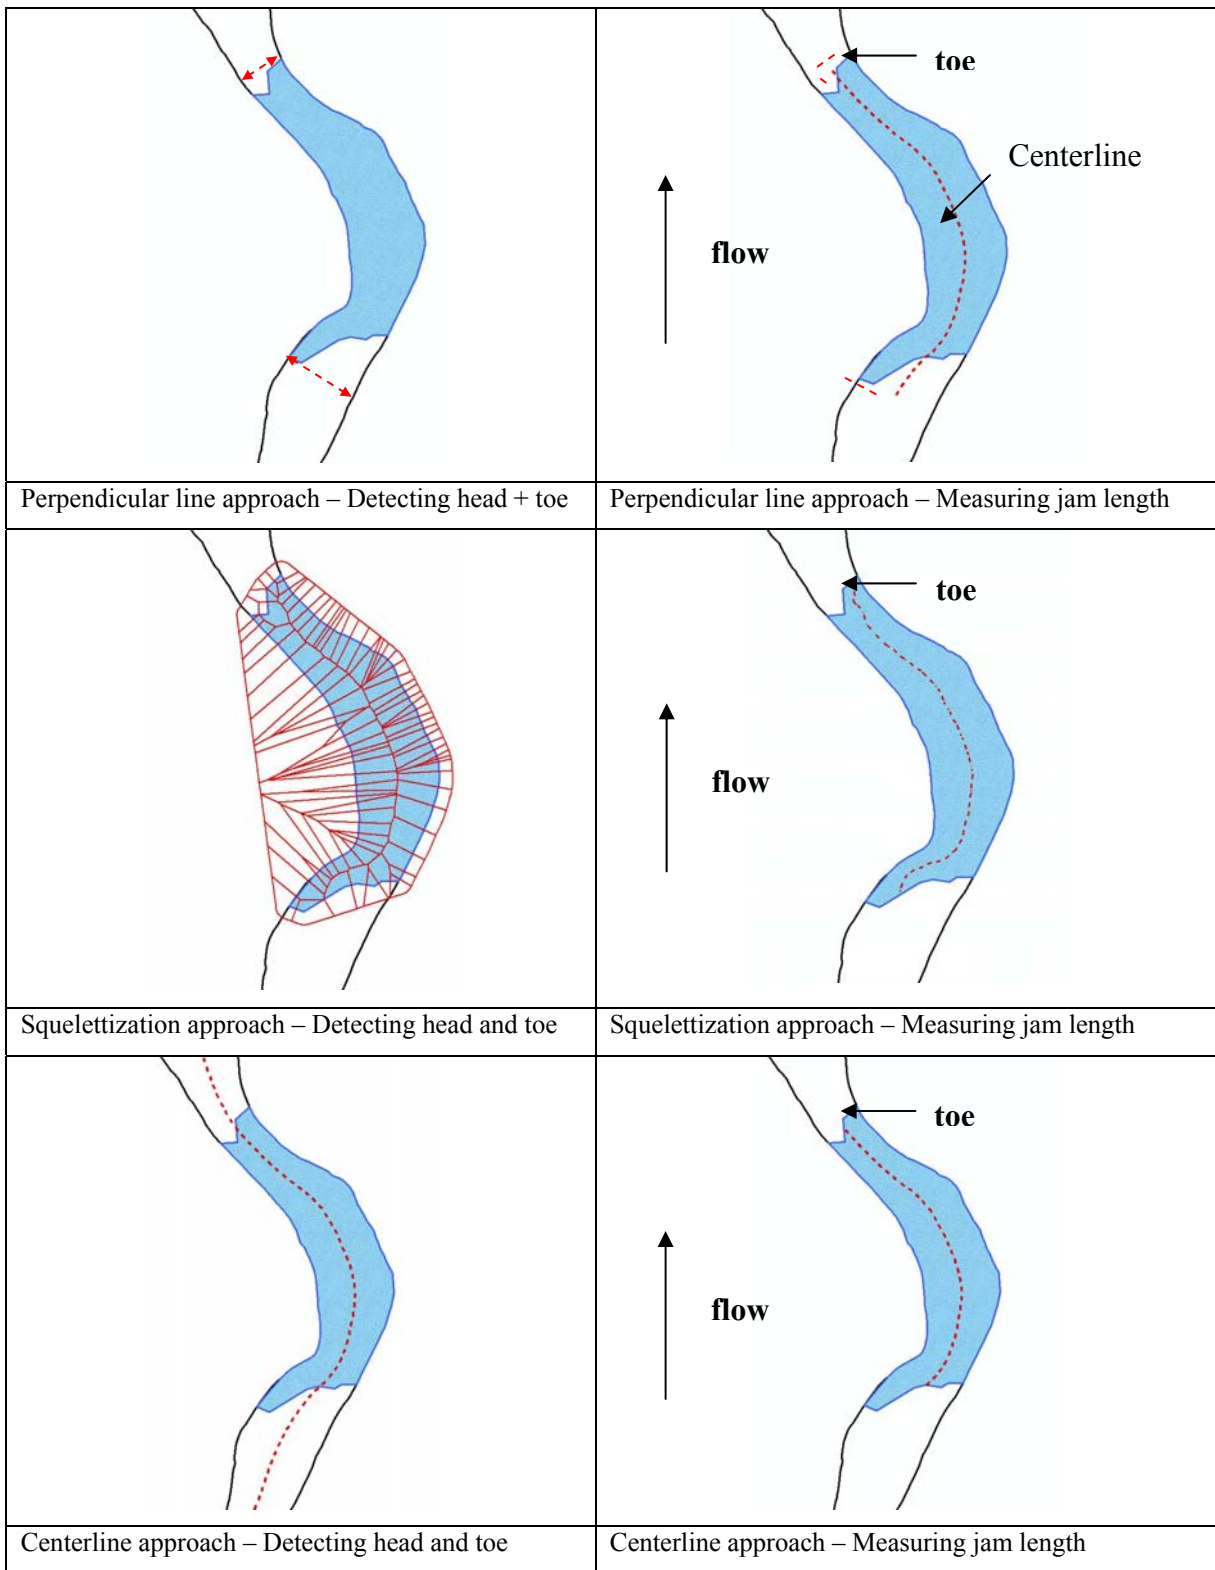 toe
Centerline
flow
Perpendicular line approach – Detecting head + toe
Perpendicular line approach – Measuring jam length
toe
flow
Squelettization approach – Detecting head and toe
Squelettization approach – Measuring jam length
toe
flow
Centerline approach – Detecting head and toe
Centerline approach – Measuring jam length